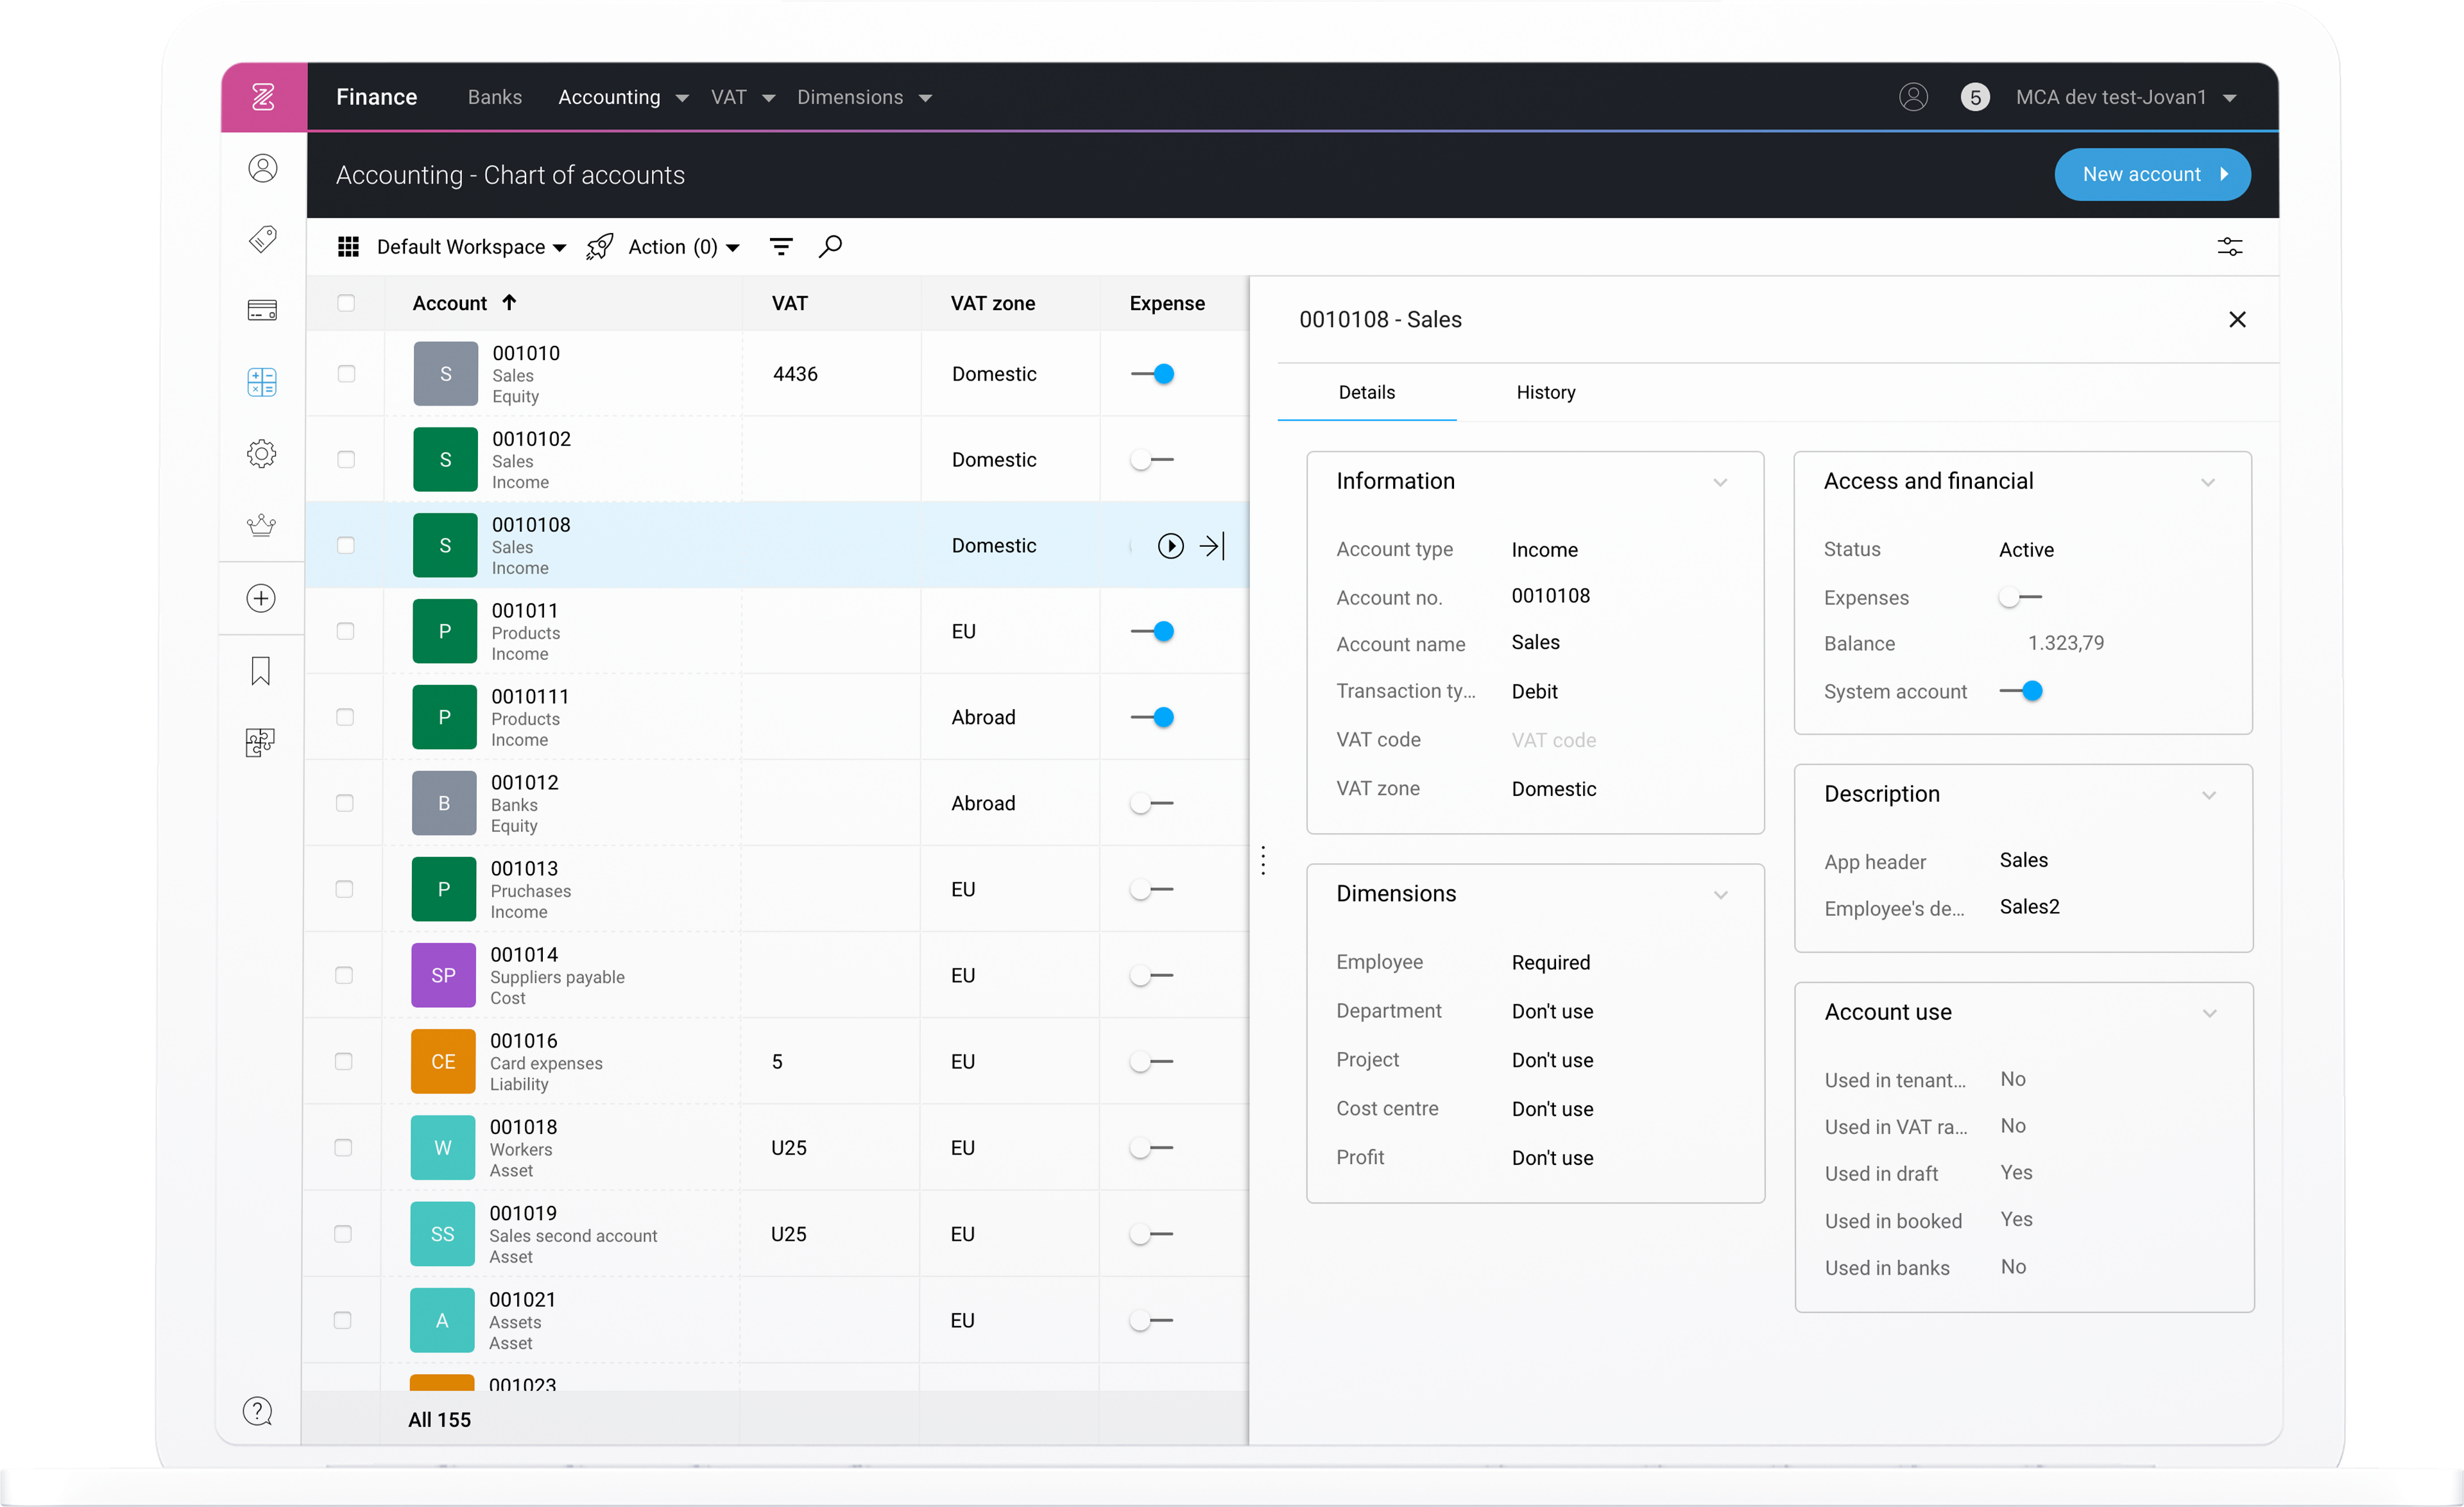 Finance
Banks
Accounting
VAT
Dimensions
5
MCA dev test-Jovan1
Accounting - Chart of accounts
New account
Default Workspace
Action (0)
Account
VAT
VAT zone
Expense
S
001010
Sales
Equity
4436
Domestic
S
0010102
Sales
Income
Domestic
S
0010108
Sales
Income
Domestic
P
001011
Products
Income
EU
P
0010111
Products
Income
Abroad
B
001012
Banks
Equity
Abroad
P
001013
Pruchases
Income
EU
SP
001014
Suppliers payable
Cost
EU
CE
001016
Card expenses
Liability
5
EU
W
001018
Workers
Asset
U25
EU
SS
001019
Sales second account
Asset
U25
EU
A
001021
Assets
Asset
EU
001023
All 155
0010108 - Sales
Details
History
Information
Account type
Income
Account no.
0010108
Account name
Sales
Transaction ty...
Debit
VAT code
VAT code
VAT zone
Domestic
Dimensions
Employee
Required
Department
Don't use
Project
Don't use
Cost centre
Don't use
Profit
Don't use
Access and financial
Status
Active
Expenses
Balance
1.323,79
System account
Description
App header
Sales
Employee's de...
Sales2
Account use
Used in tenant...
No
Used in VAT ra...
No
Used in draft
Yes
Used in booked
Yes
Used in banks
No